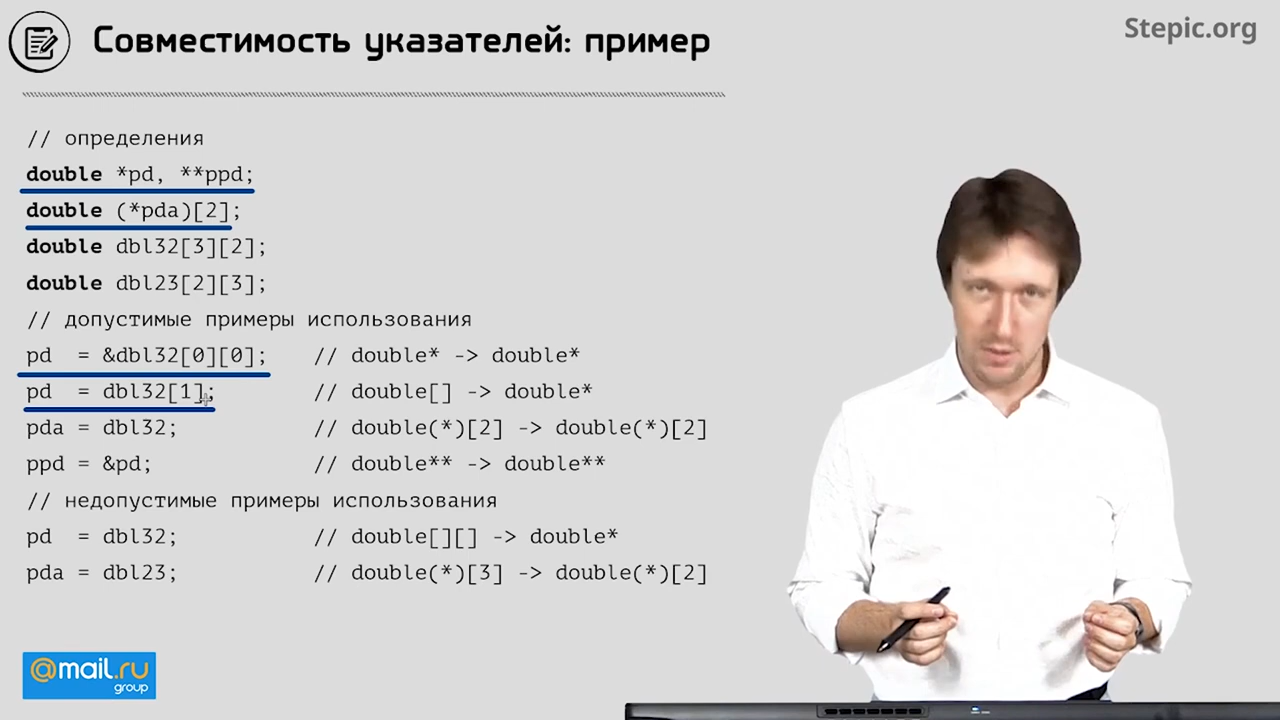 Совместимость указателей: пример
Stepic.org
// определения
double *pd, **ppd;
double (*pda)[2];
double dbl32[3][2];
double dbl23[2][3];
// допустимые примеры использования
pd  = &dbl32[0][0];    // double* -> double*
pd  = dbl32[1];        // double[] -> double*
pda = dbl32;           // double(*)[2] -> double(*)[2]
ppd = &pd;             // double** -> double**
// недопустимые примеры использования
pd  = dbl32;           // double[][] -> double*
pda = dbl23;           // double(*)[3] -> double(*)[2]
@mail.ru
group